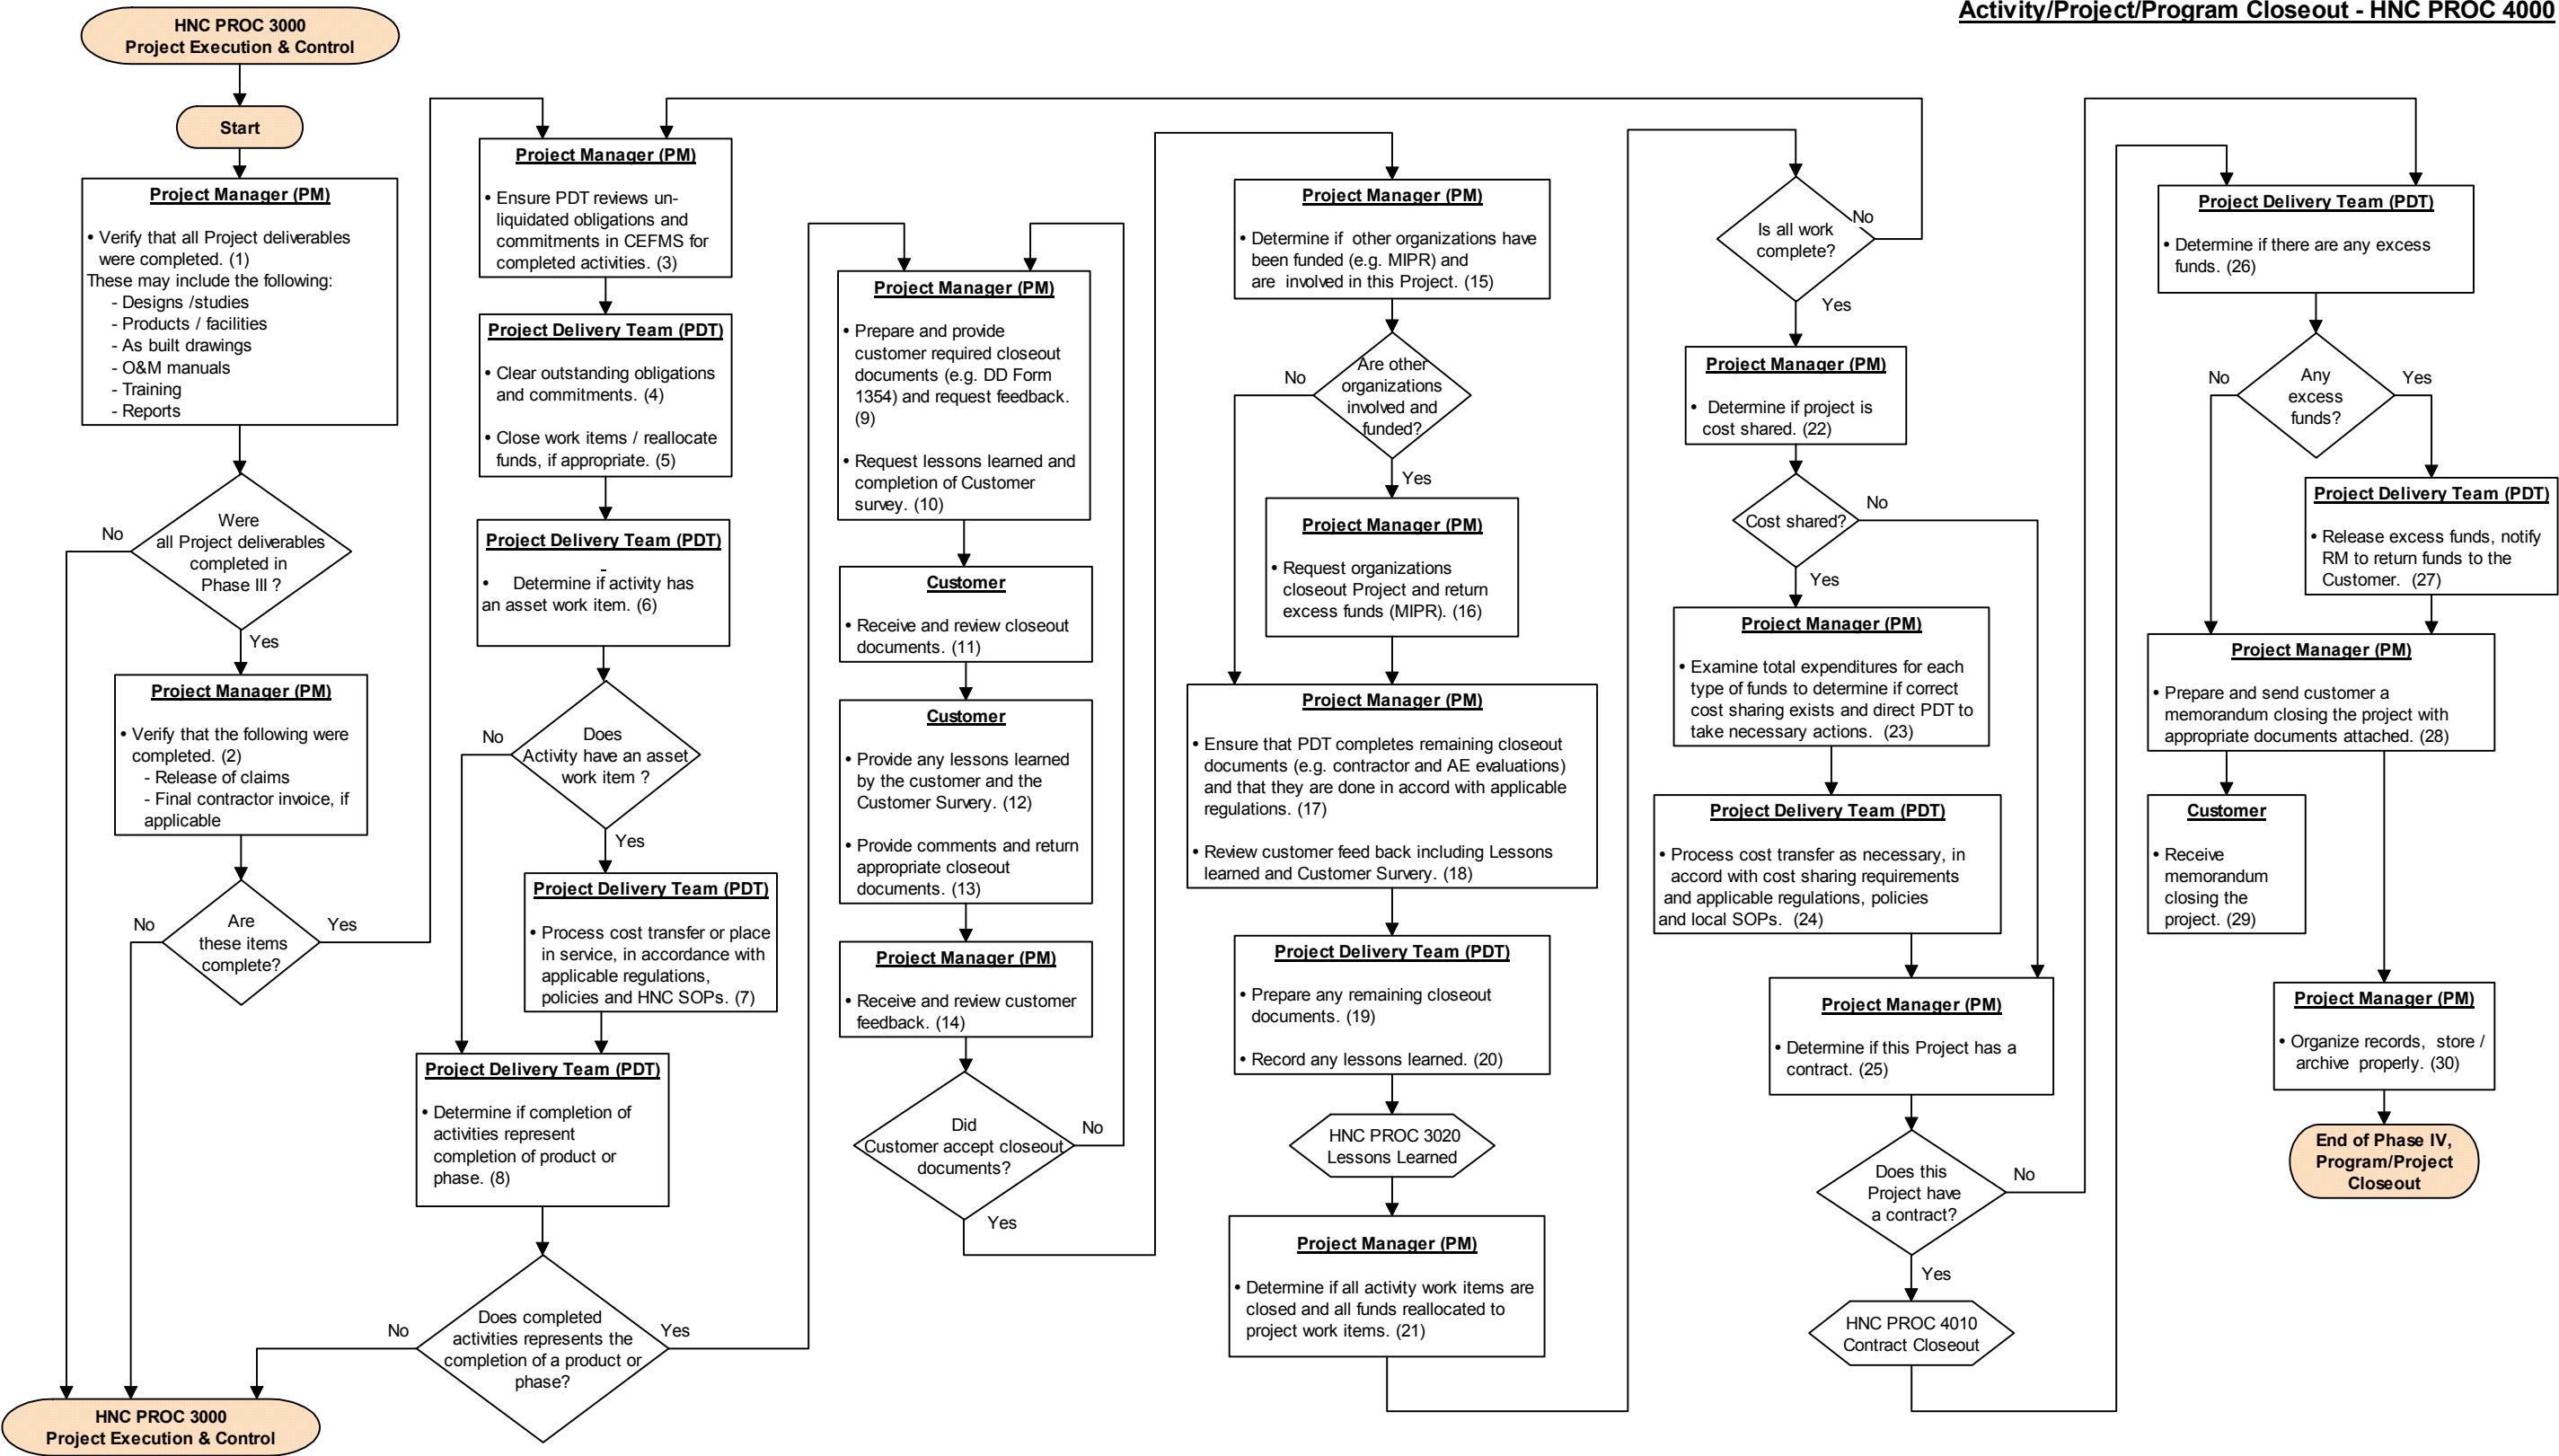 Activity/Project/Program Closeout - HNC PROC 4000
HNC PROC 3000
Project Execution & Control
Start
Project Manager (PM)
• Verify that all Project deliverables
were completed. (1)
These may include the following:
- Designs /studies
- Products / facilities
- As built drawings
- O&M manuals
- Training
- Reports
Were
all Project deliverables
completed in
Phase III ?
No
Yes
Project Manager (PM)
• Verify that the following were
completed. (2)
- Release of claims
- Final contractor invoice, if
applicable
Are
these items
complete?
No
Yes
HNC PROC 3000
Project Execution & Control
Project Manager (PM)
• Ensure PDT reviews un-
liquidated obligations and
commitments in CEFMS for
completed activities. (3)
Project Delivery Team (PDT)
• Clear outstanding obligations
and commitments. (4)
• Close work items / reallocate
funds, if appropriate. (5)
Project Delivery Team (PDT)
-
• Determine if activity has
an asset work item. (6)
Does
Activity have an asset
work item ?
No
Yes
Project Delivery Team (PDT)
• Process cost transfer or place
in service, in accordance with
applicable regulations,
policies and HNC SOPs. (7)
Project Delivery Team (PDT)
• Determine if completion of
activities represent
completion of product or
phase. (8)
Does completed
activities represents the
completion of a product or
phase?
No
Yes
Project Manager (PM)
• Prepare and provide
customer required closeout
documents (e.g. DD Form
1354) and request feedback.
(9)
• Request lessons learned and
completion of Customer
survey. (10)
Customer
• Receive and review closeout
documents. (11)
Customer
• Provide any lessons learned
by the customer and the
Customer Survery. (12)
• Provide comments and return
appropriate closeout
documents. (13)
Project Manager (PM)
• Receive and review customer
feedback. (14)
Did
Customer accept closeout
documents?
No
Yes
Project Manager (PM)
• Determine if other organizations have
been funded (e.g. MIPR) and
are involved in this Project. (15)
Are other
organizations
involved and
funded?
No
Yes
Project Manager (PM)
• Request organizations
closeout Project and return
excess funds (MIPR). (16)
Project Manager (PM)
• Ensure that PDT completes remaining closeout
documents (e.g. contractor and AE evaluations)
and that they are done in accord with applicable
regulations. (17)
• Review customer feed back including Lessons
learned and Customer Survery. (18)
Project Delivery Team (PDT)
• Prepare any remaining closeout
documents. (19)
• Record any lessons learned. (20)
HNC PROC 3020
Lessons Learned
Project Manager (PM)
• Determine if all activity work items are
closed and all funds reallocated to
project work items. (21)
Is all work
complete?
No
Yes
Project Manager (PM)
• Determine if project is
cost shared. (22)
Cost shared?
No
Yes
Project Manager (PM)
• Examine total expenditures for each
type of funds to determine if correct
cost sharing exists and direct PDT to
take necessary actions. (23)
Project Delivery Team (PDT)
• Process cost transfer as necessary, in
accord with cost sharing requirements
and applicable regulations, policies
and local SOPs. (24)
Project Manager (PM)
• Determine if this Project has a
contract. (25)
Does this
Project have
a contract?
No
Yes
HNC PROC 4010
Contract Closeout
Project Delivery Team (PDT)
• Determine if there are any excess
funds. (26)
Any
excess
funds?
No
Yes
Project Delivery Team (PDT)
• Release excess funds, notify
RM to return funds to the
Customer. (27)
Project Manager (PM)
• Prepare and send customer a
memorandum closing the project with
appropriate documents attached. (28)
Customer
• Receive
memorandum
closing the
project. (29)
Project Manager (PM)
• Organize records, store /
archive properly. (30)
End of Phase IV,
Program/Project
Closeout